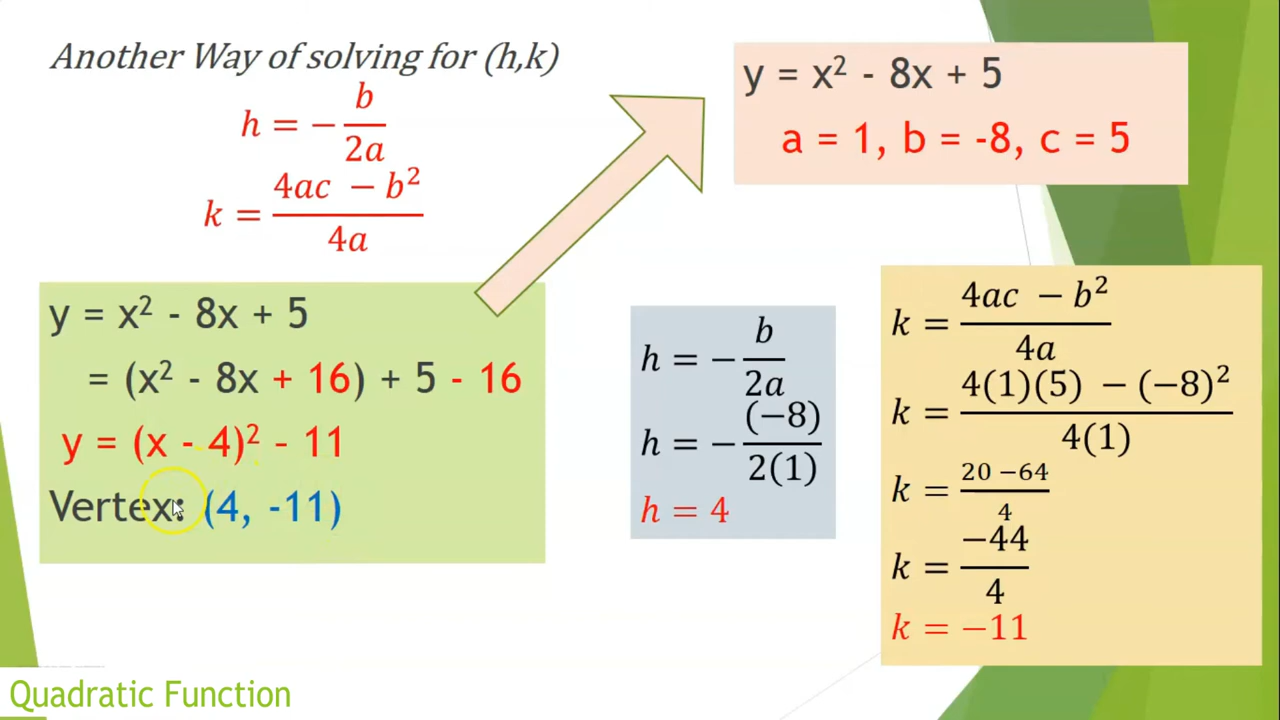 Another Way of solving for (h,k)
h = − b/2a
k = (4ac − b²)/4a
y = x² - 8x + 5
a = 1, b = -8, c = 5
y = x² - 8x + 5
= (x² - 8x + 16) + 5 - 16
y = (x - 4)² - 11
Vertex: (4, -11)
h = − b/2a
h = − (−8)/2(1)
h = 4
k = (4ac − b²)/4a
k = (4(1)(5) − (−8)²)/4(1)
k = (20 −64)/4
k = −44/4
k = −11
Quadratic Function